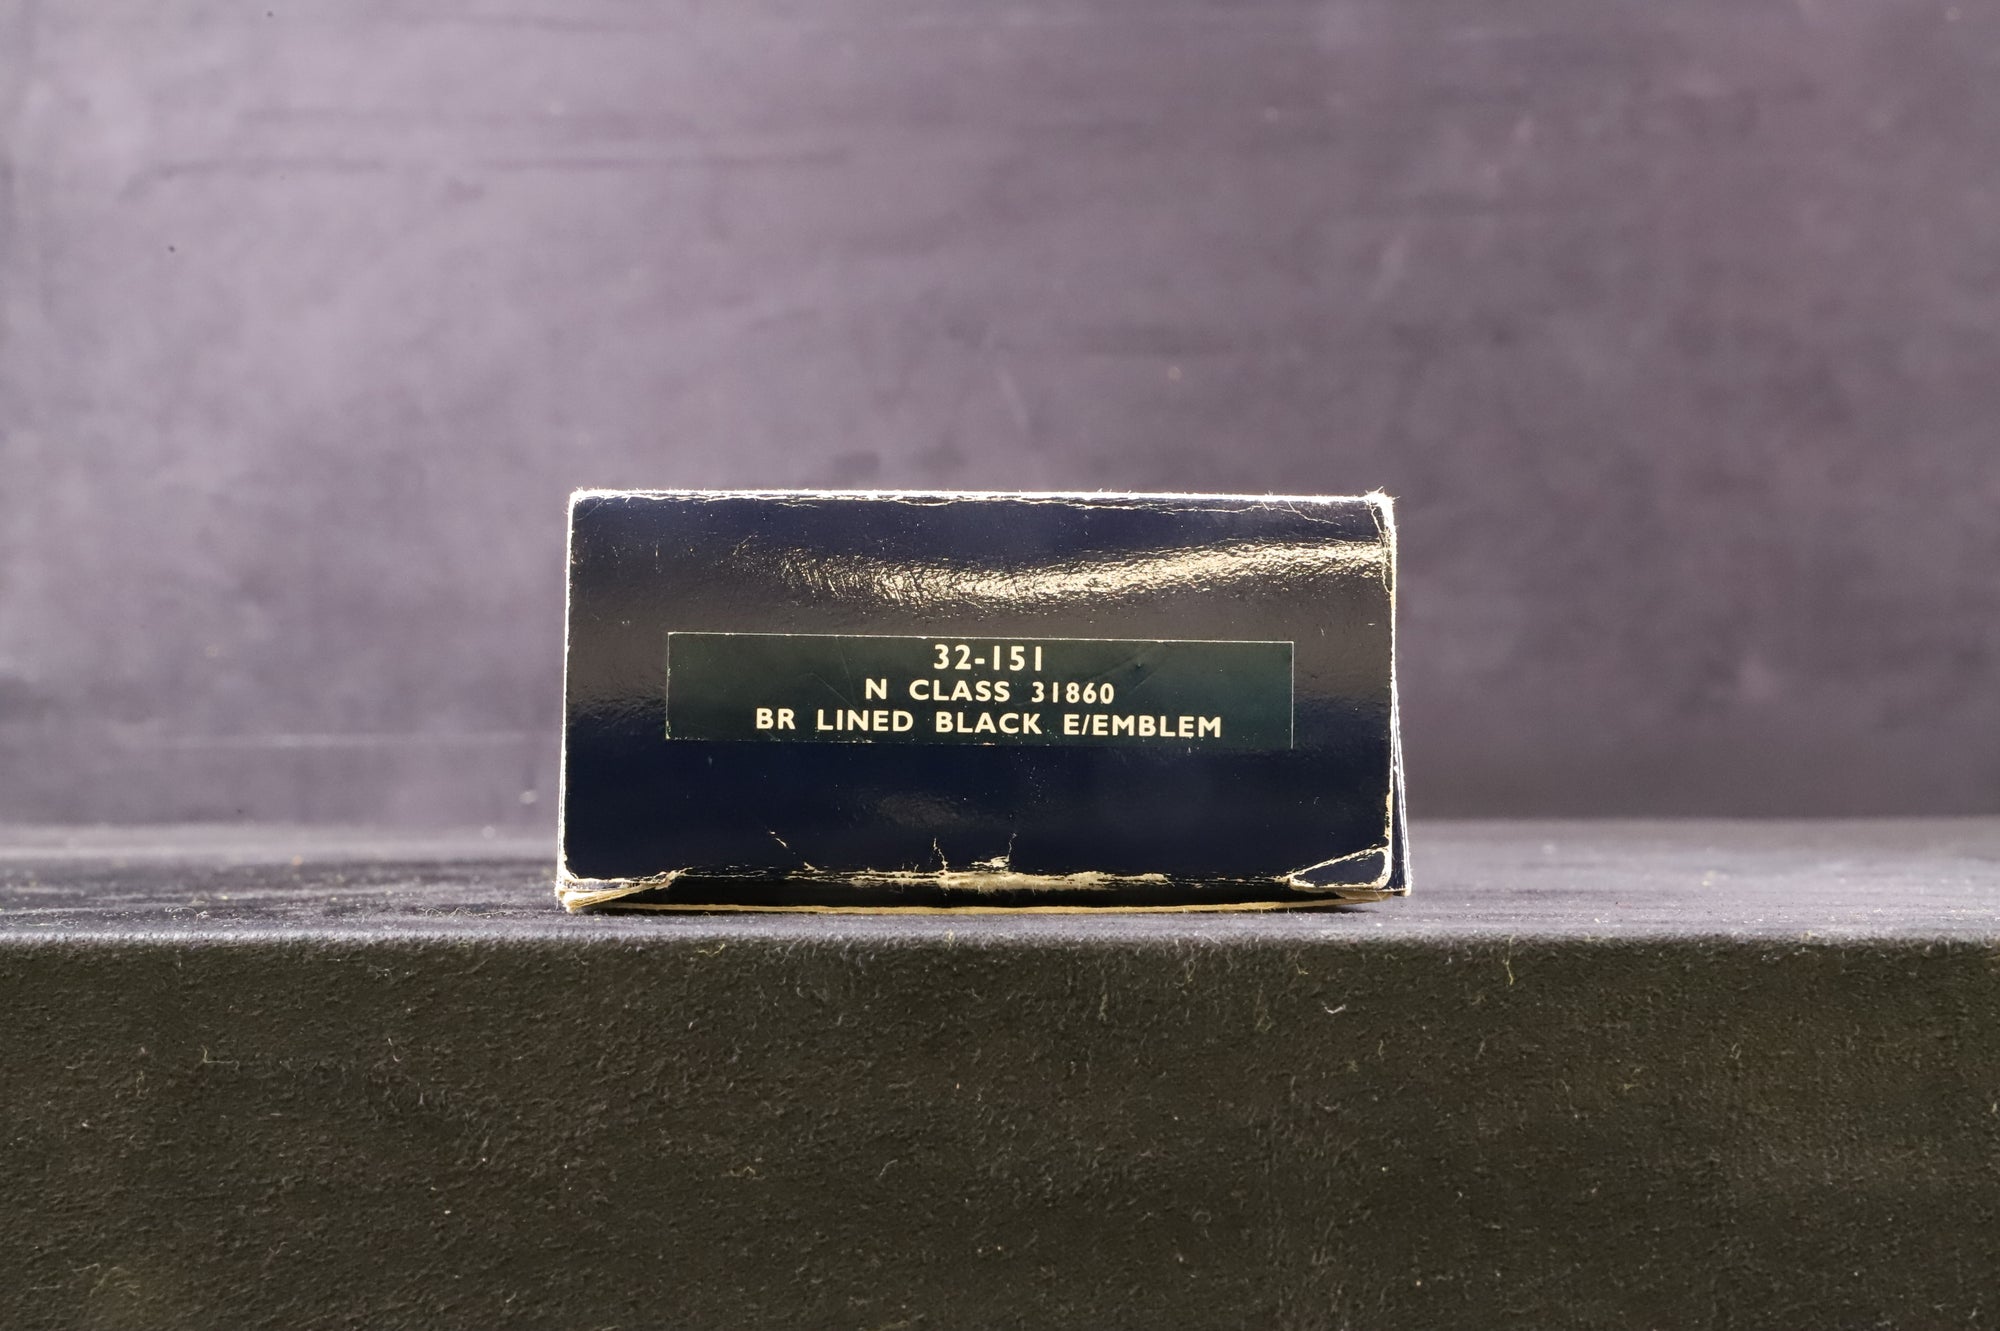 32-151
N CLASS 31860
BR LINED BLACK E/EMBLEM